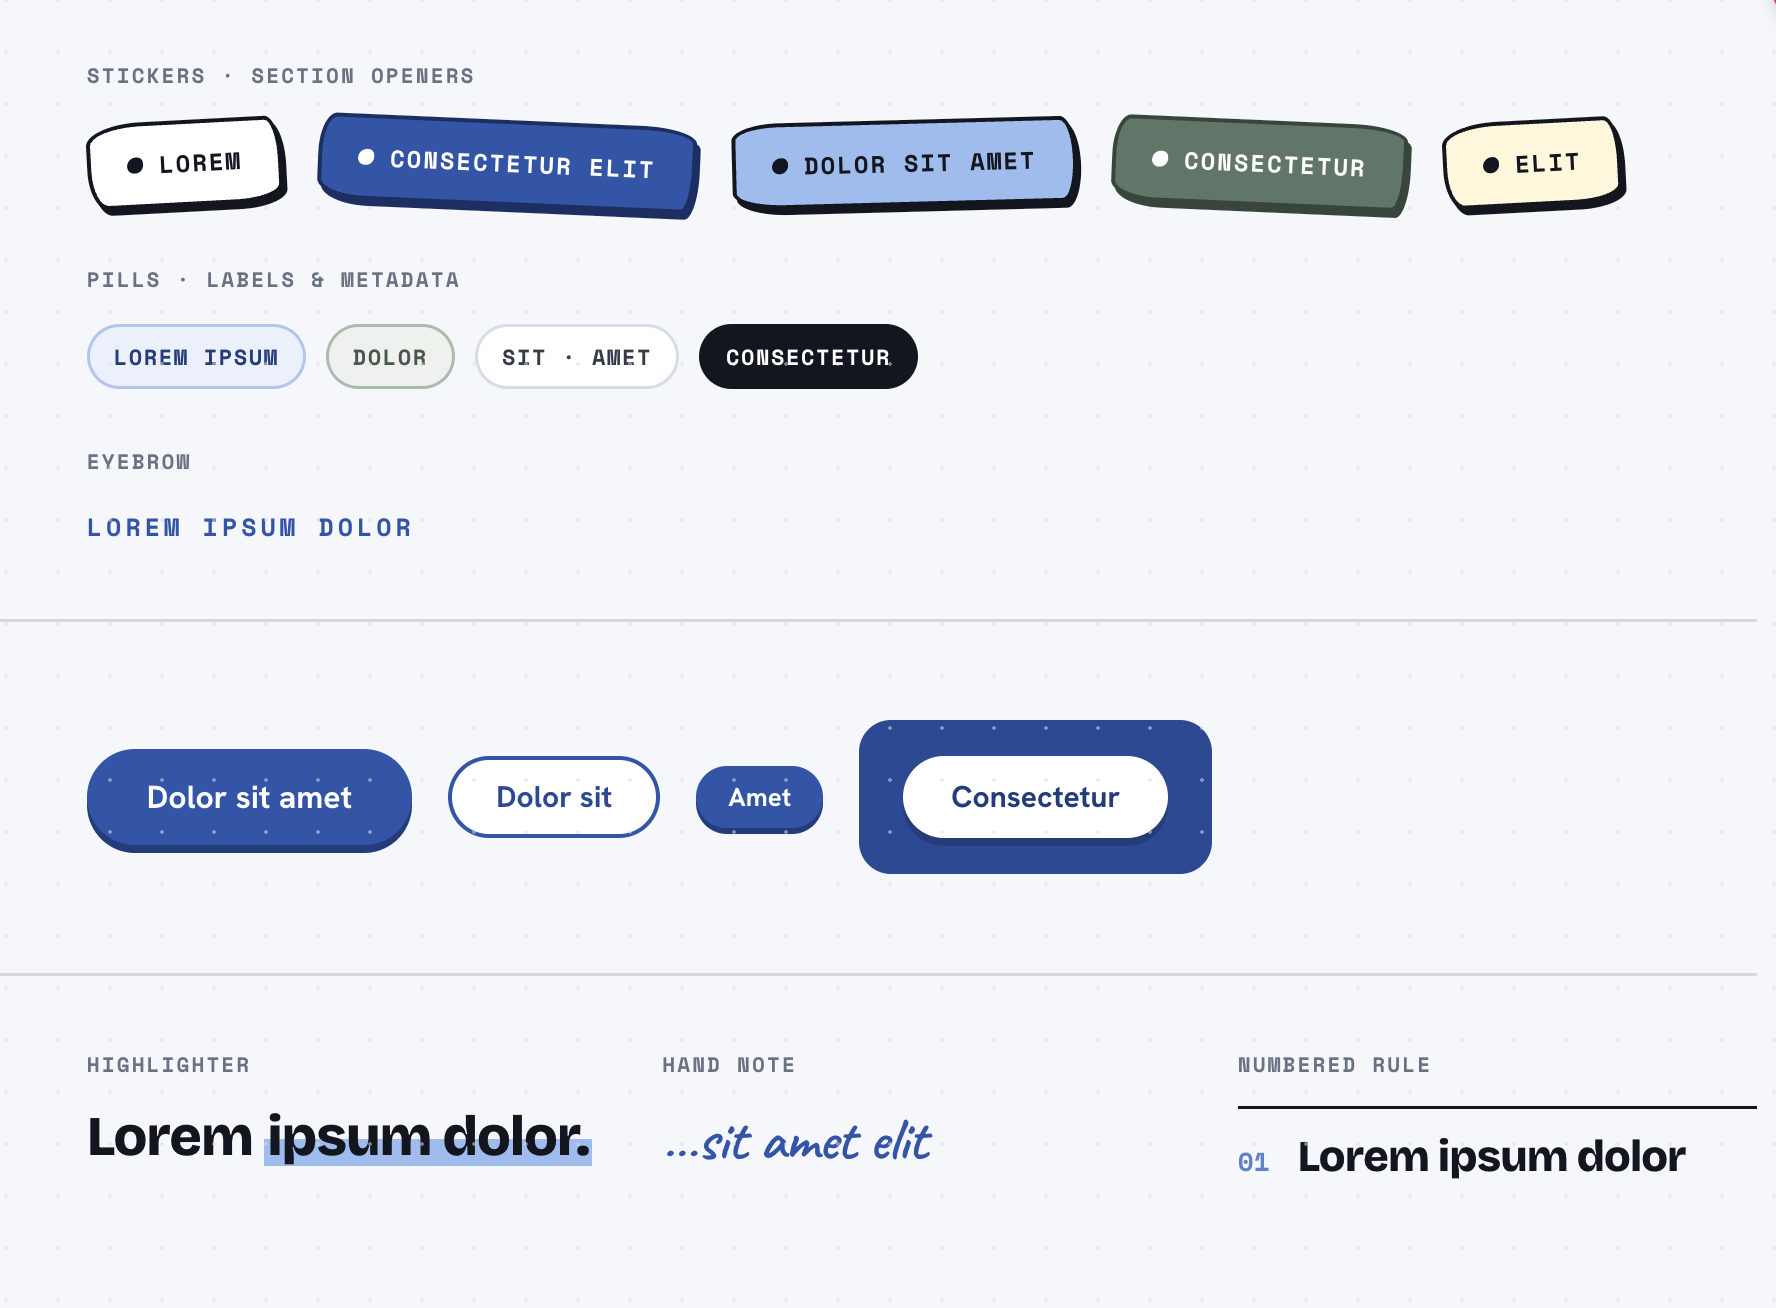 STICKERS · SECTION OPENERS
LOREM
CONSECTETUR ELIT
DOLOR SIT AMET
CONSECTETUR
ELIT
PILLS · LABELS & METADATA
LOREM IPSUM
DOLOR
SIT · AMET
CONSECTETUR
EYEBROW
LOREM IPSUM DOLOR
Dolor sit amet
Dolor sit
Amet
Consectetur
HIGHLIGHTER
Lorem ipsum dolor.
HAND NOTE
...sit amet elit
NUMBERED RULE
01 Lorem ipsum dolor